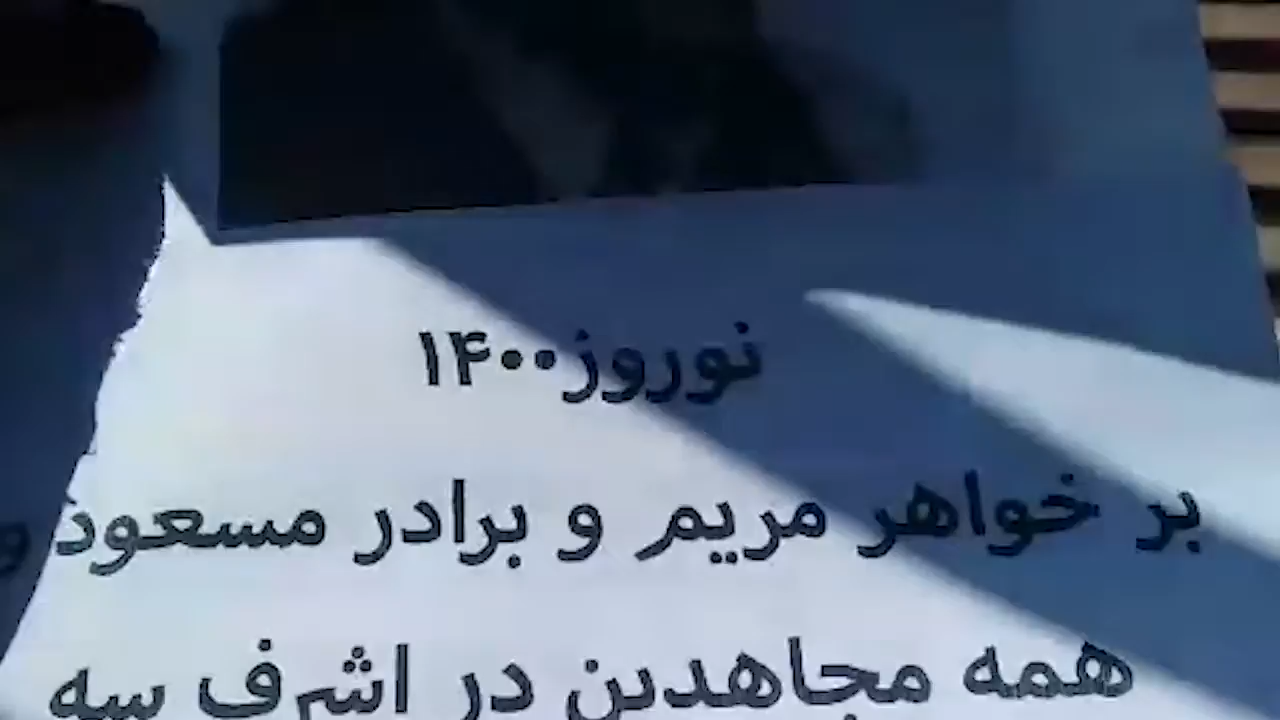 نوروز۱۴۰۰
بر خواهر مریم و برادر مسعود و
همه مجاهدین در اشرف سه